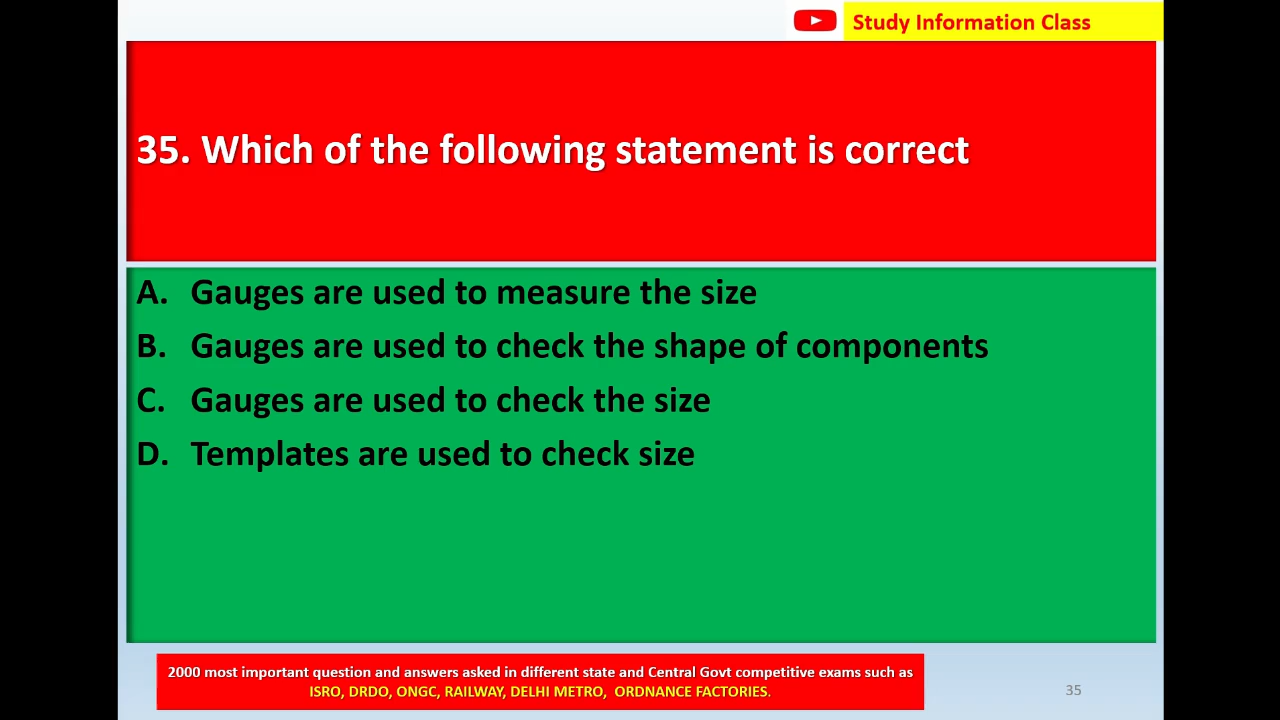 Study Information Class
35. Which of the following statement is correct
A. Gauges are used to measure the size
B. Gauges are used to check the shape of components
C. Gauges are used to check the size
D. Templates are used to check size
2000 most important question and answers asked in different state and Central Govt competitive exams such as
ISRO, DRDO, ONGC, RAILWAY, DELHI METRO, ORDNANCE FACTORIES.
35